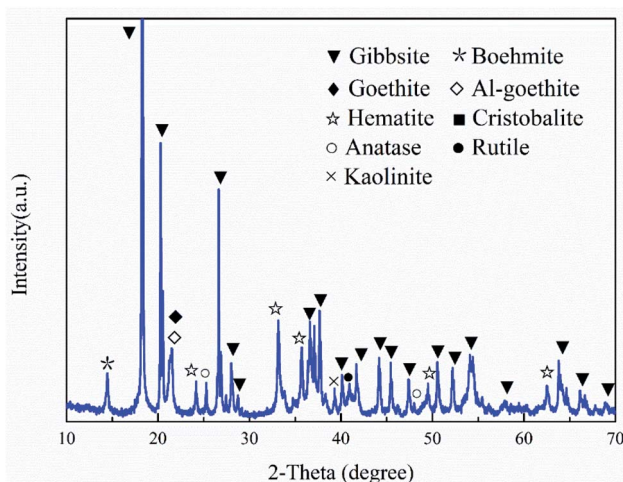 ▼ Gibbsite ✳ Boehmite
◆ Goethite ◇ Al-goethite
☆ Hematite ■ Cristobalite
○ Anatase ● Rutile
× Kaolinite
Intensity(a.u.)
10 20 30 40 50 60 70
2-Theta (degree)